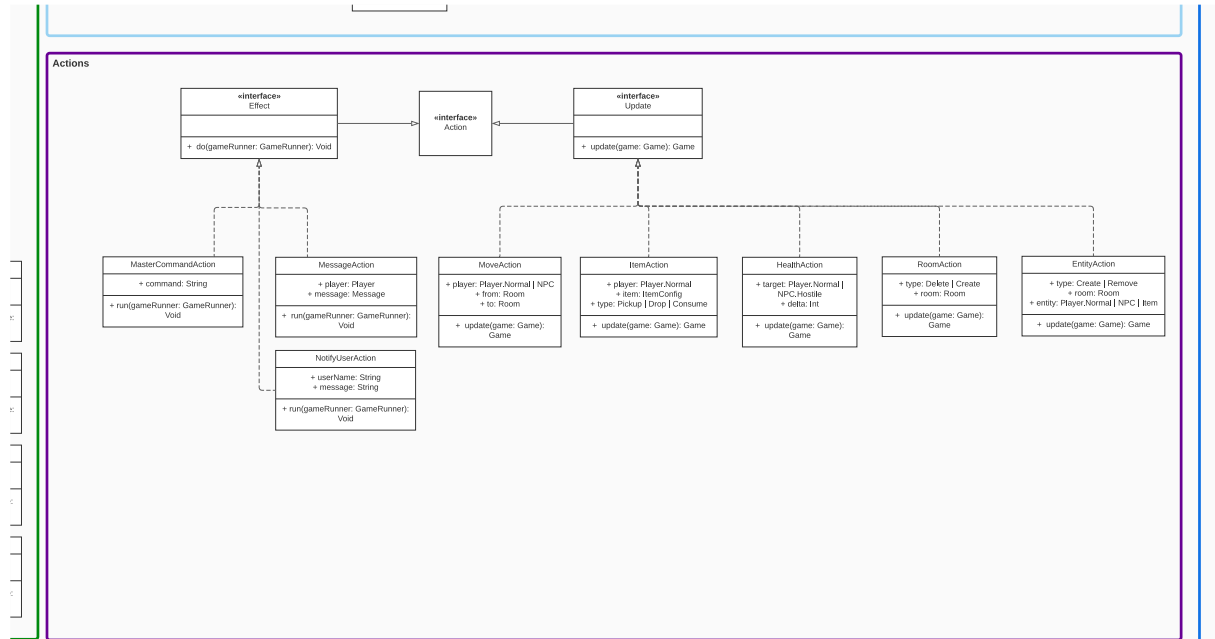 Actions
«interface»
Effect
+ do(gameRunner: GameRunner): Void
«interface»
Action
«interface»
Update
+ update(game: Game): Game
MasterCommandAction
+ command: String
+ run(gameRunner: GameRunner):
Void
MessageAction
+ player: Player
+ message: Message
+ run(gameRunner: GameRunner):
Void
NotifyUserAction
+ userName: String
+ message: String
+ run(gameRunner: GameRunner):
Void
MoveAction
+ player: Player.Normal | NPC
+ from: Room
+ to: Room
+ update(game: Game):
Game
ItemAction
+ player: Player.Normal
+ item: ItemConfig
+ type: Pickup | Drop | Consume
+ update(game: Game): Game
HealthAction
+ target: Player.Normal |
NPC.Hostile
+ delta: Int
+ update(game: Game):
Game
RoomAction
+ type: Delete | Create
+ room: Room
+ update(game: Game):
Game
EntityAction
+ type: Create | Remove
+ room: Room
+ entity: Player.Normal | NPC | Item
+ update(game: Game): Game